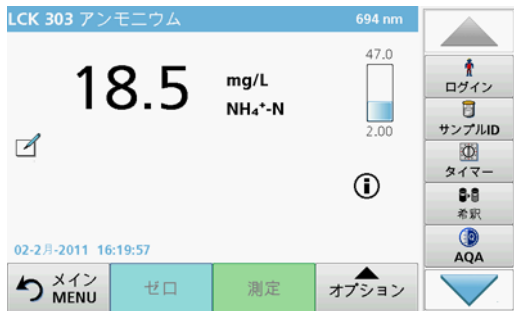 LCK 303 アンモニウム
694 nm
47.0
18.5
mg/L
NH₄⁺-N
2.00
02-2月-2011 16:19:57
メイン
MENU
ゼロ
測定
オプション
ログイン
サンプルID
タイマー
希釈
AQA